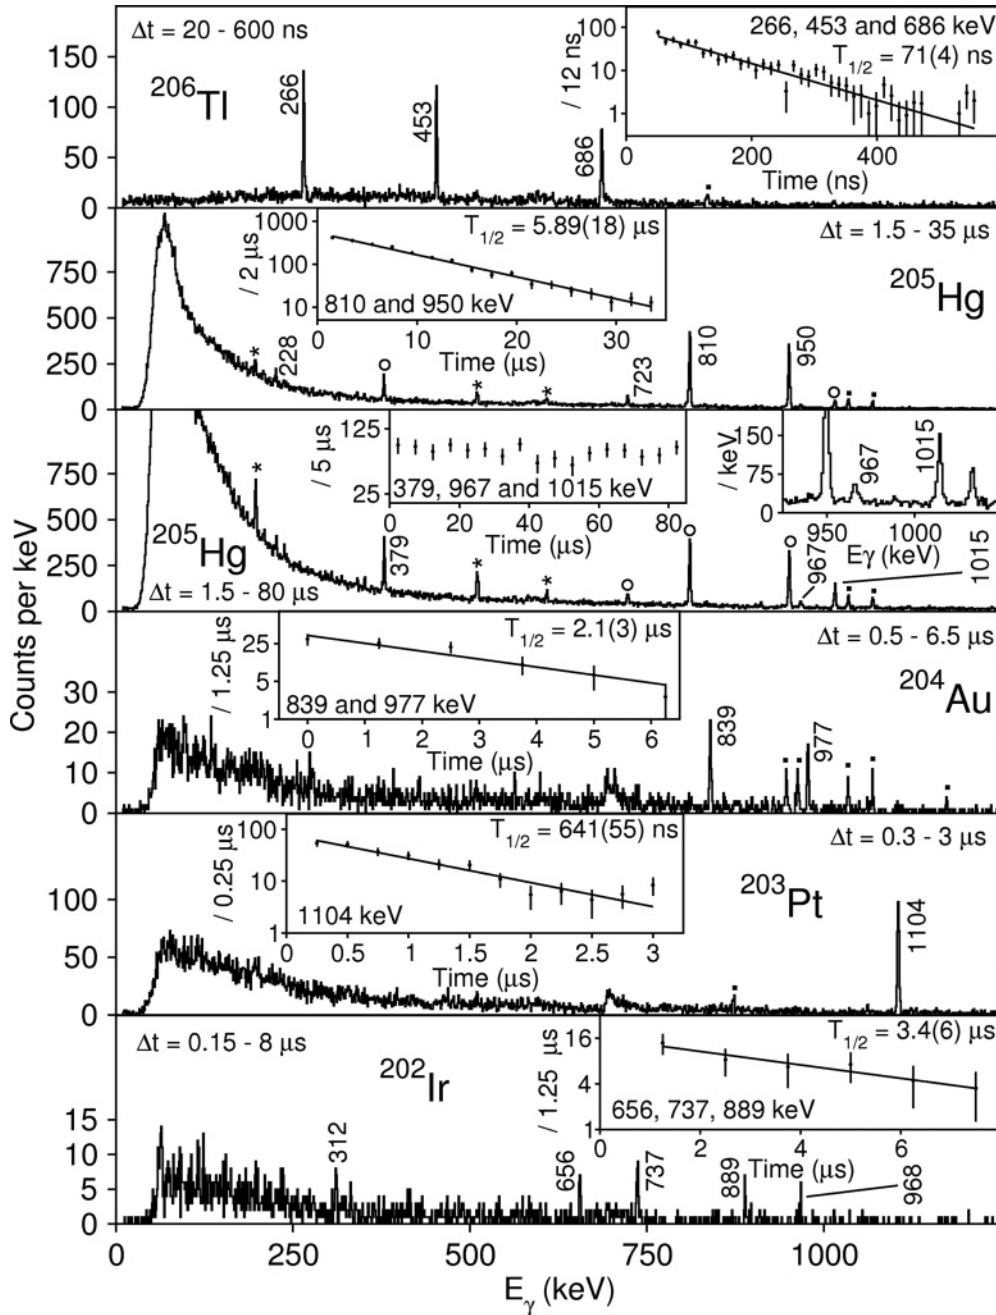 Counts per keV
Δt = 20 - 600 ns
²⁰⁶Tl
266
453
686
150
100
50
0
266, 453 and 686 keV
T1/2 = 71(4) ns
/ 12 ns
100
10
1
0 200 400
Time (ns)
Δt = 1.5 - 35 μs
²⁰⁵Hg
750
500
250
0
* 228 * * 723 810 950
T1/2 = 5.89(18) μs
/ 2 μs
1000
100
10
810 and 950 keV
10 20 30
0
Time (μs)
²⁰⁵Hg
Δt = 1.5 - 80 μs
750
500
250
0
* 379 * * 967 1015
/ 5 μs
125
25
379, 967 and 1015 keV
0 20 40 60 80
Time (μs)
/ keV
150
75
0
967
1015
950 1000
Eγ (keV)
Δt = 0.5 - 6.5 μs
²⁰⁴Au
30
20
10
0
839
977
T1/2 = 2.1(3) μs
/ 1.25 μs
25
5
1
839 and 977 keV
0 1 2 3 4 5 6
Time (μs)
Δt = 0.3 - 3 μs
²⁰³Pt
100
50
0
1104
T1/2 = 641(55) ns
/ 0.25 μs
100
10
1
1104 keV
0 0.5 1 1.5 2 2.5 3
Time (μs)
Δt = 0.15 - 8 μs
²⁰²Ir
15
10
5
0
312
656
737
889
968
T1/2 = 3.4(6) μs
/ 1.25 μs
16
4
1
656, 737, 889 keV
0 2 4 6
Time (μs)
0 250 500 750 1000
Eγ (keV)